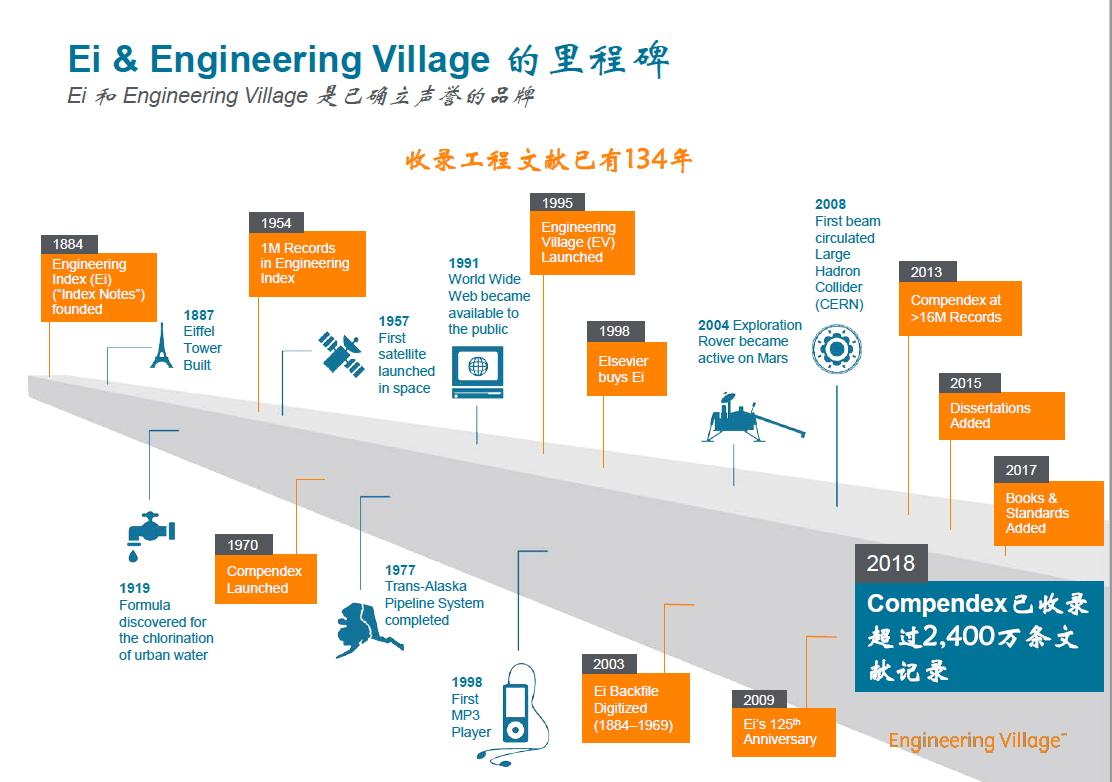 Ei & Engineering Village 的里程碑
Ei 和 Engineering Village 是已确立声誉的品牌
收录工程文献已有134年
1884
Engineering
Index (Ei)
("Index Notes")
founded
1887
Eiffel
Tower
Built
1954
1M Records
in Engineering
Index
1957
First
satellite
launched
in space
1991
World Wide
Web became
available to
the public
1995
Engineering
Village (EV)
Launched
1998
Elsevier
buys Ei
2004 Exploration
Rover became
active on Mars
2008
First beam
circulated
Large
Hadron
Collider
(CERN)
2013
Compendex at
>16M Records
2015
Dissertations
Added
2017
Books &
Standards
Added
1919
Formula
discovered for
the chlorination
of urban water
1970
Compendex
Launched
1977
Trans-Alaska
Pipeline System
completed
1998
First
MP3
Player
2003
Ei Backfile
Digitized
(1884–1969)
2009
Ei's 125th
Anniversary
2018
Compendex已收录
超过2,400万条文
献记录
Engineering Village™